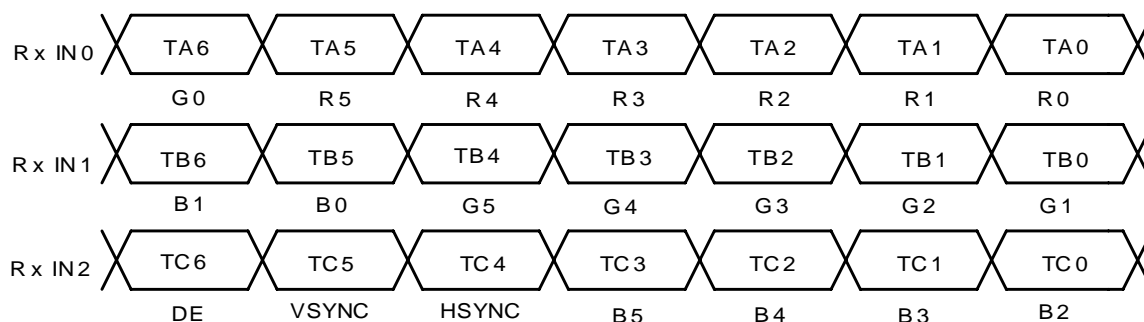 Rx IN0 TA6 TA5 TA4 TA3 TA2 TA1 TA0
G0 R5 R4 R3 R2 R1 R0
Rx IN1 TB6 TB5 TB4 TB3 TB2 TB1 TB0
B1 B0 G5 G4 G3 G2 G1
Rx IN2 TC6 TC5 TC4 TC3 TC2 TC1 TC0
DE VSYNC HSYNC B5 B4 B3 B2